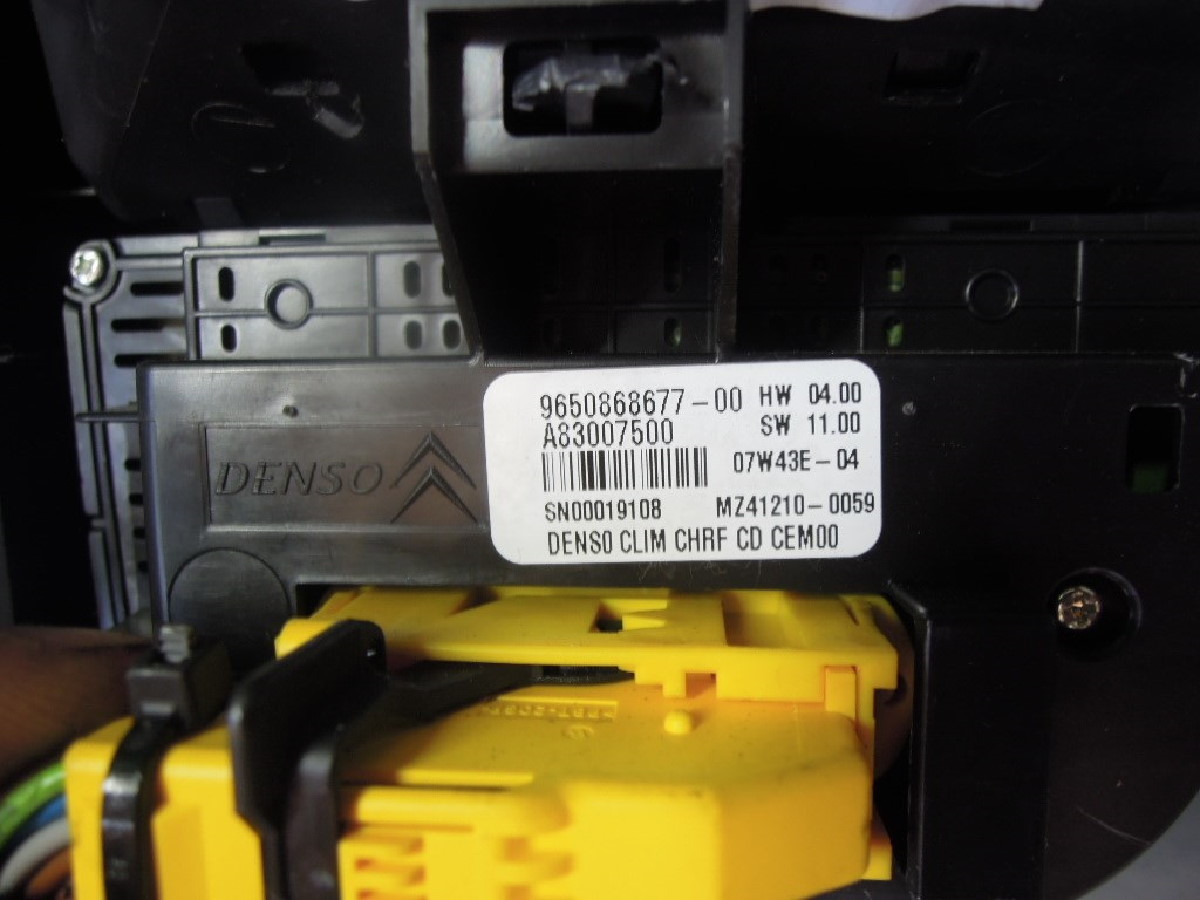 9650868677-00 HW 04.00
A83007500 SW 11.00
07W43E-04
SN00019108 MZ41210-0059
DENSO CLIM CHRF CD CEM00
DENSO